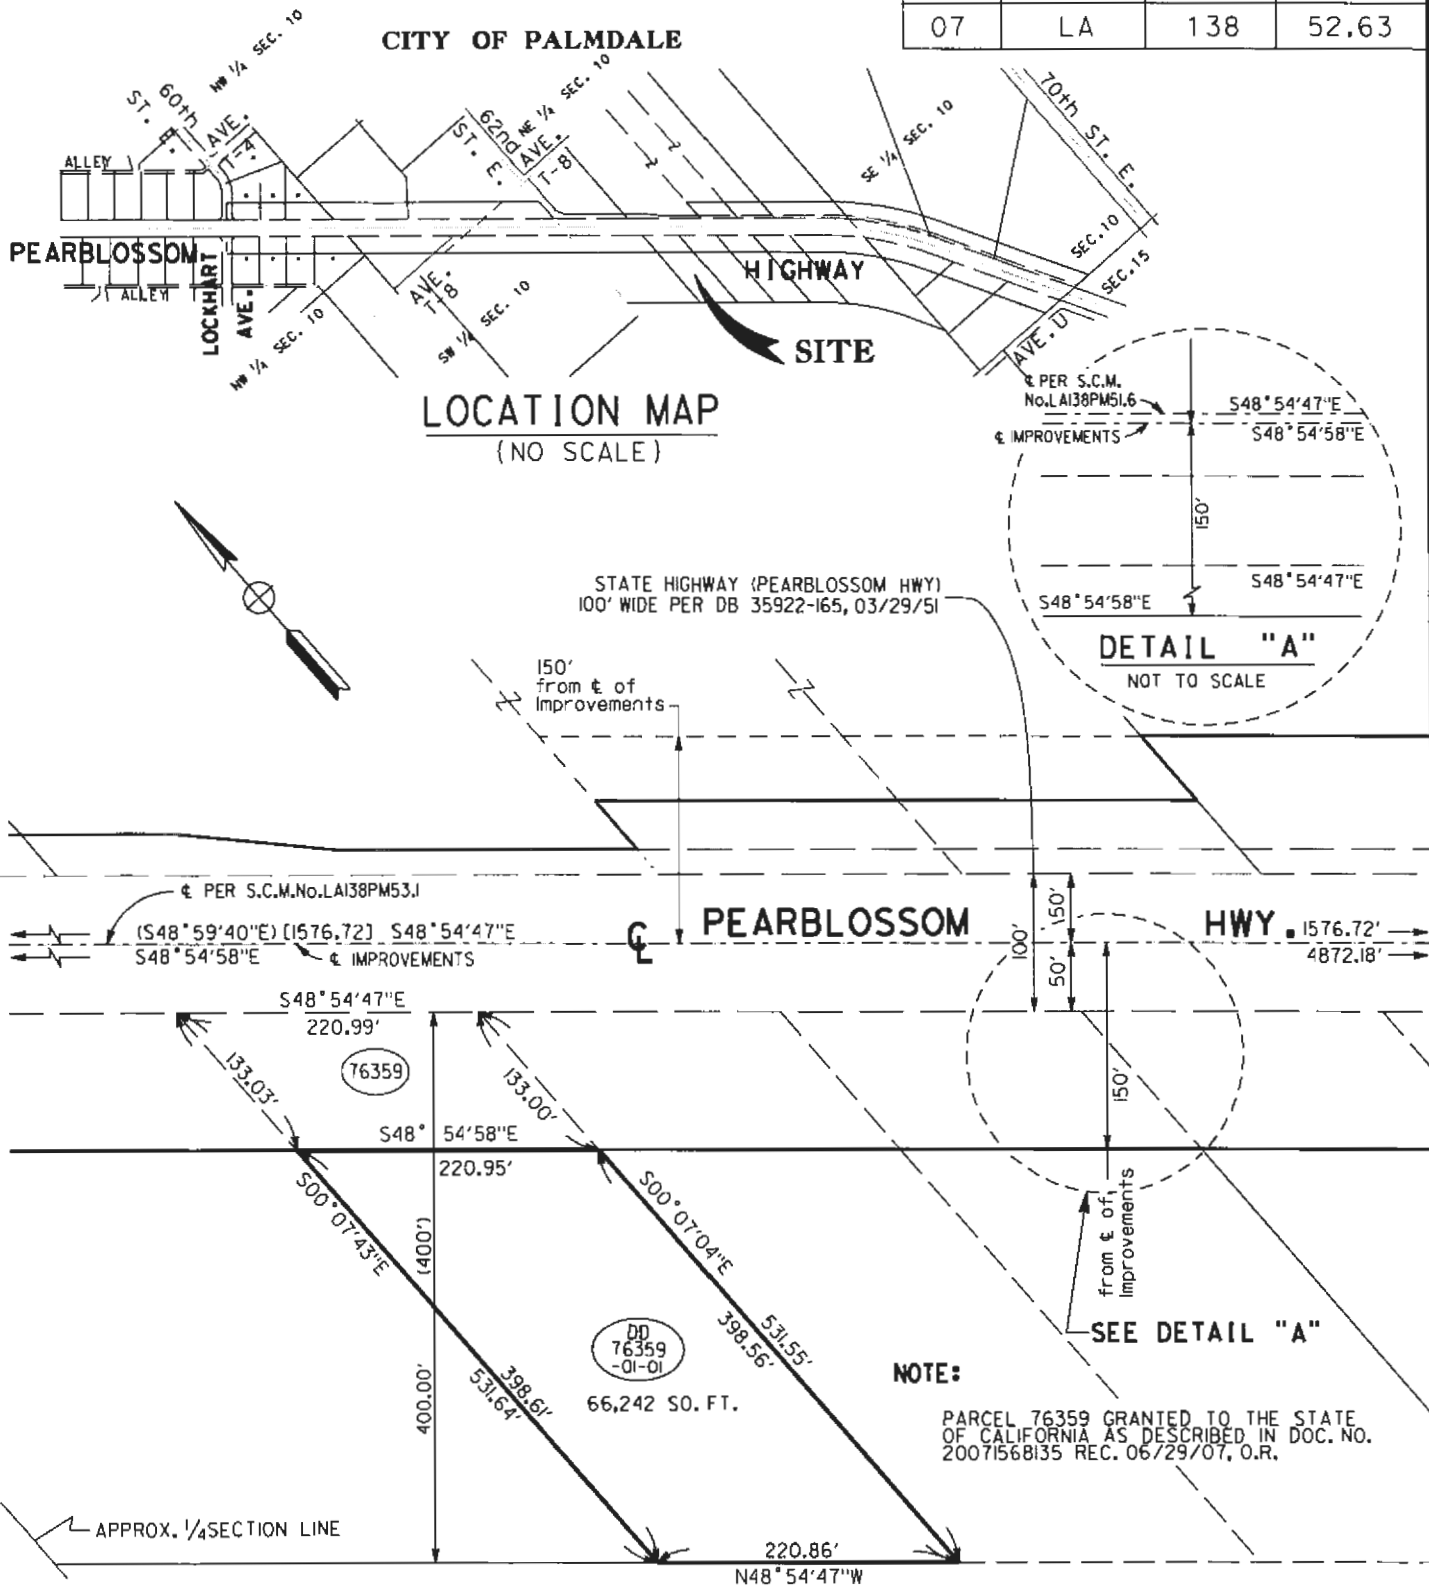 07 LA 138 52.63
CITY OF PALMDALE
NW 1/4 SEC. 10
60th ST. E.
AVE. T-4
62nd ST. E.
NE 1/4 SEC. 10
AVE. T-8
SE 1/4 SEC. 10
70th ST. E.
ALLEY
PEARBLOSSOM
HIGHWAY
ALLEY
LOCKHART AVE.
NW 1/4 SEC. 10
AVE. T-8
SW 1/4 SEC. 10
SEC. 10
SEC. 15
AVE. U
SITE
LOCATION MAP
(NO SCALE)
℄ PER S.C.M.
No.LA138PM51.6
S48°54'47"E
℄ IMPROVEMENTS
S48°54'58"E
150'
S48°54'47"E
S48°54'58"E
DETAIL "A"
NOT TO SCALE
STATE HIGHWAY (PEARBLOSSOM HWY)
100' WIDE PER DB 35922-165, 03/29/51
150'
from ℄ of
Improvements
℄ PER S.C.M.No.LA138PM53.1
(S48°59'40"E) [1576.72] S48°54'47"E
S48°54'58"E
℄ IMPROVEMENTS
℄ PEARBLOSSOM HWY.
1576.72'
4872.18'
100'
50'
50'
S48°54'47"E
220.99'
133.03'
76359
133.00'
150'
from ℄ of
Improvements
S48°54'58"E
220.95'
S00°07'43"E
S00°07'04"E
(400')
400.00'
398.61'
531.64'
531.55'
398.56'
DD
76359
-01-01
66,242 SQ. FT.
SEE DETAIL "A"
NOTE:
PARCEL 76359 GRANTED TO THE STATE
OF CALIFORNIA AS DESCRIBED IN DOC. NO.
20071568135 REC. 06/29/07, O.R.
APPROX. 1/4 SECTION LINE
220.86'
N48°54'47"W